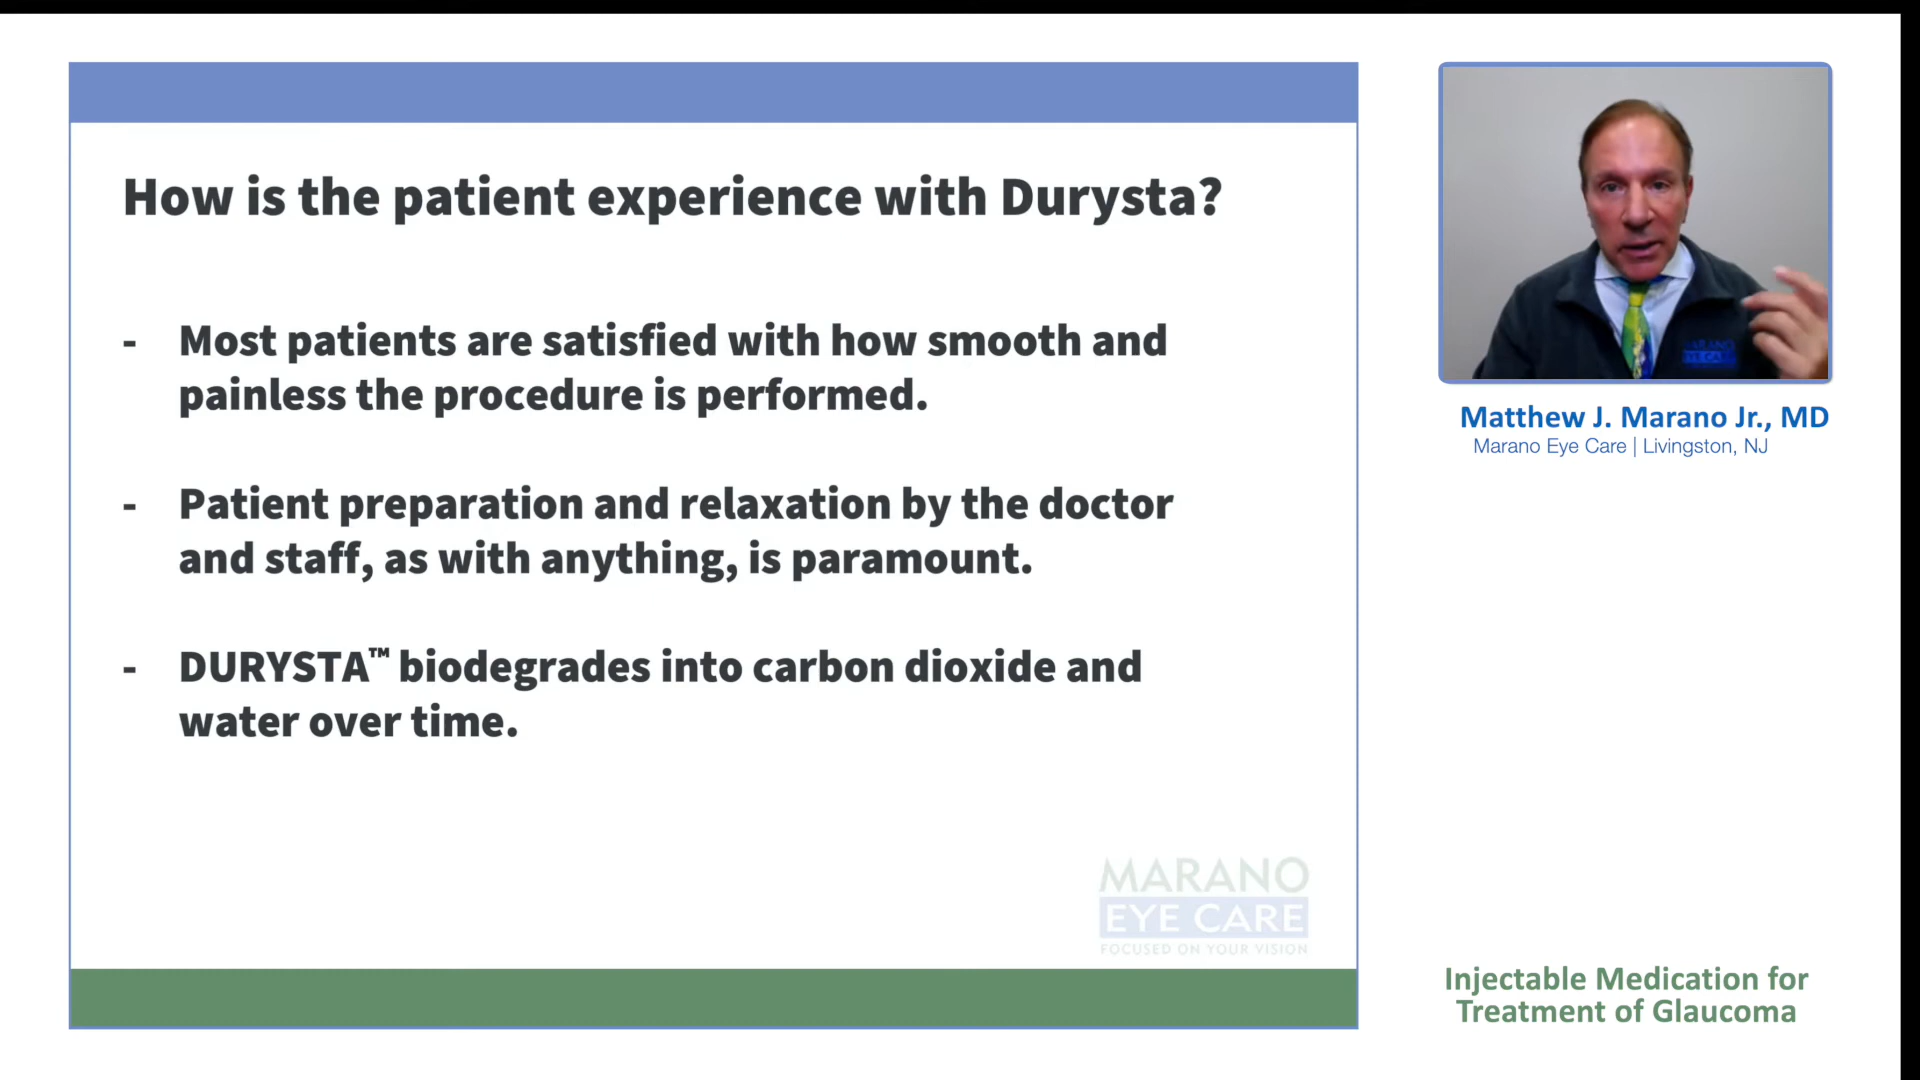 How is the patient experience with Durysta?
- Most patients are satisfied with how smooth and
painless the procedure is performed.
- Patient preparation and relaxation by the doctor
and staff, as with anything, is paramount.
- DURYSTA™ biodegrades into carbon dioxide and
water over time.
MARANO
EYE CARE
FOCUSED ON YOUR VISION
MARANO
EYE CARE
Matthew J. Marano Jr., MD
Marano Eye Care | Livingston, NJ
Injectable Medication for
Treatment of Glaucoma